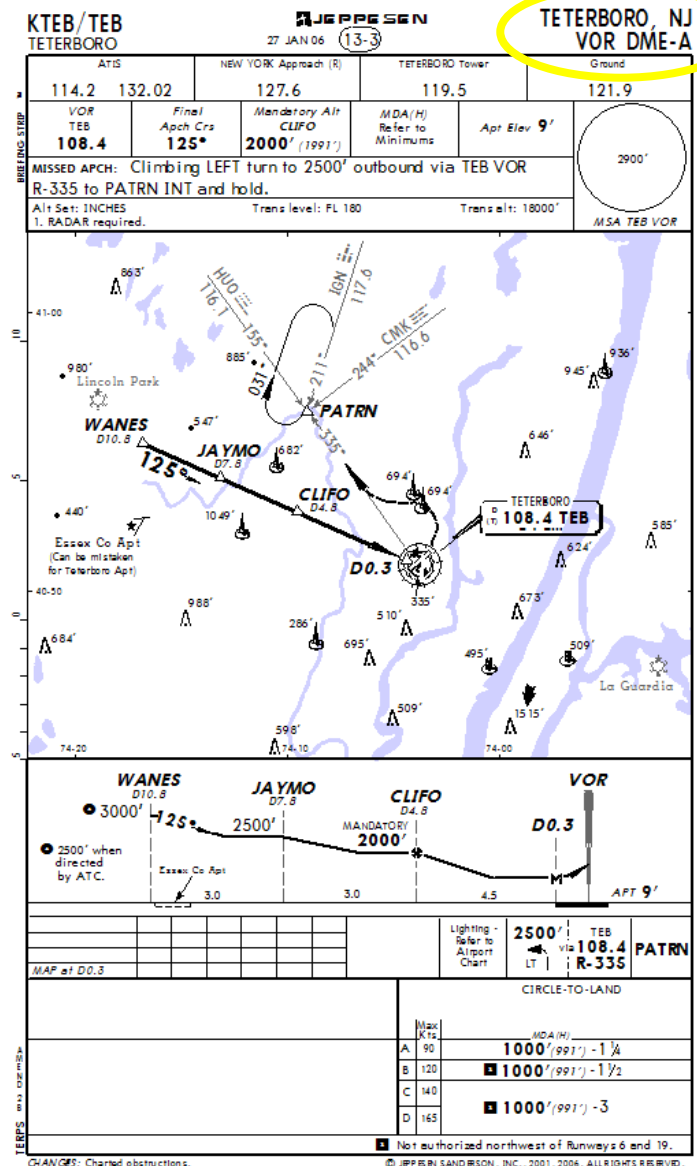 KTEB/TEB
TETERBORO
JEPPESEN
27 JAN 06 13-3
TETERBORO, NJ
VOR DME-A
BRIEFING STRIP
ATIS
114.2 132.02
NEW YORK Approach (R)
127.6
TETERBORO Tower
119.5
Ground
121.9
VOR
TEB
108.4
Final
Apch Crs
125°
Mandatory Alt
CLIFO
2000' (1991')
MDA(H)
Refer to
Minimums
Apt Elev 9'
2900'
MSA TEB VOR
MISSED APCH: Climbing LEFT turn to 2500' outbound via TEB VOR
R-335 to PATRN INT and hold.
Alt Set: INCHES Trans level: FL 180 Trans alt: 18000'
1. RADAR required.
863'
HUO
116.1
155°
IGN
117.6
211°
CMK
116.6
244°
41-00
10
980'
Lincoln Park
885'
031°
945'
936'
PATRN
WANES
D10.8
547'
335°
646'
JAYMO
D7.8
125°
682'
694'
694'
CLIFO
D4.8
5
440'
Essex Co Apt
(Can be mistaken
for Teterboro Apt)
1049'
TETERBORO
D
(T) 108.4 TEB
585'
624'
D0.3
40-50
335'
988'
673'
510'
0
286'
684'
695'
495'
509'
La Guardia
509'
1515'
598'
5
74-20 74-10 74-00
WANES
D10.8
JAYMO
D7.8
CLIFO
D4.8
VOR
D0.3
3000'
125°
2500'
MANDATORY
2000'
2500' when
directed
by ATC.
Essex Co Apt
3.0 3.0 4.5
APT 9'
MAP at D0.3
Lighting -
Refer to
Airport
Chart
2500'
LT
via
TEB
108.4
R-335
PATRN
CIRCLE-TO-LAND
Max
Kts
MDA(H)
A 90 1000' (991') - 1 1/4
B 120 1000' (991') - 1 1/2
C 140
D 165
1000' (991') - 3
Not authorized northwest of Runways 6 and 19.
AMEND 2B
TERPS
CHANGES: Charted obstructions.
© JEPPESEN SANDERSON, INC., 2001, 2006. ALL RIGHTS RESERVED.